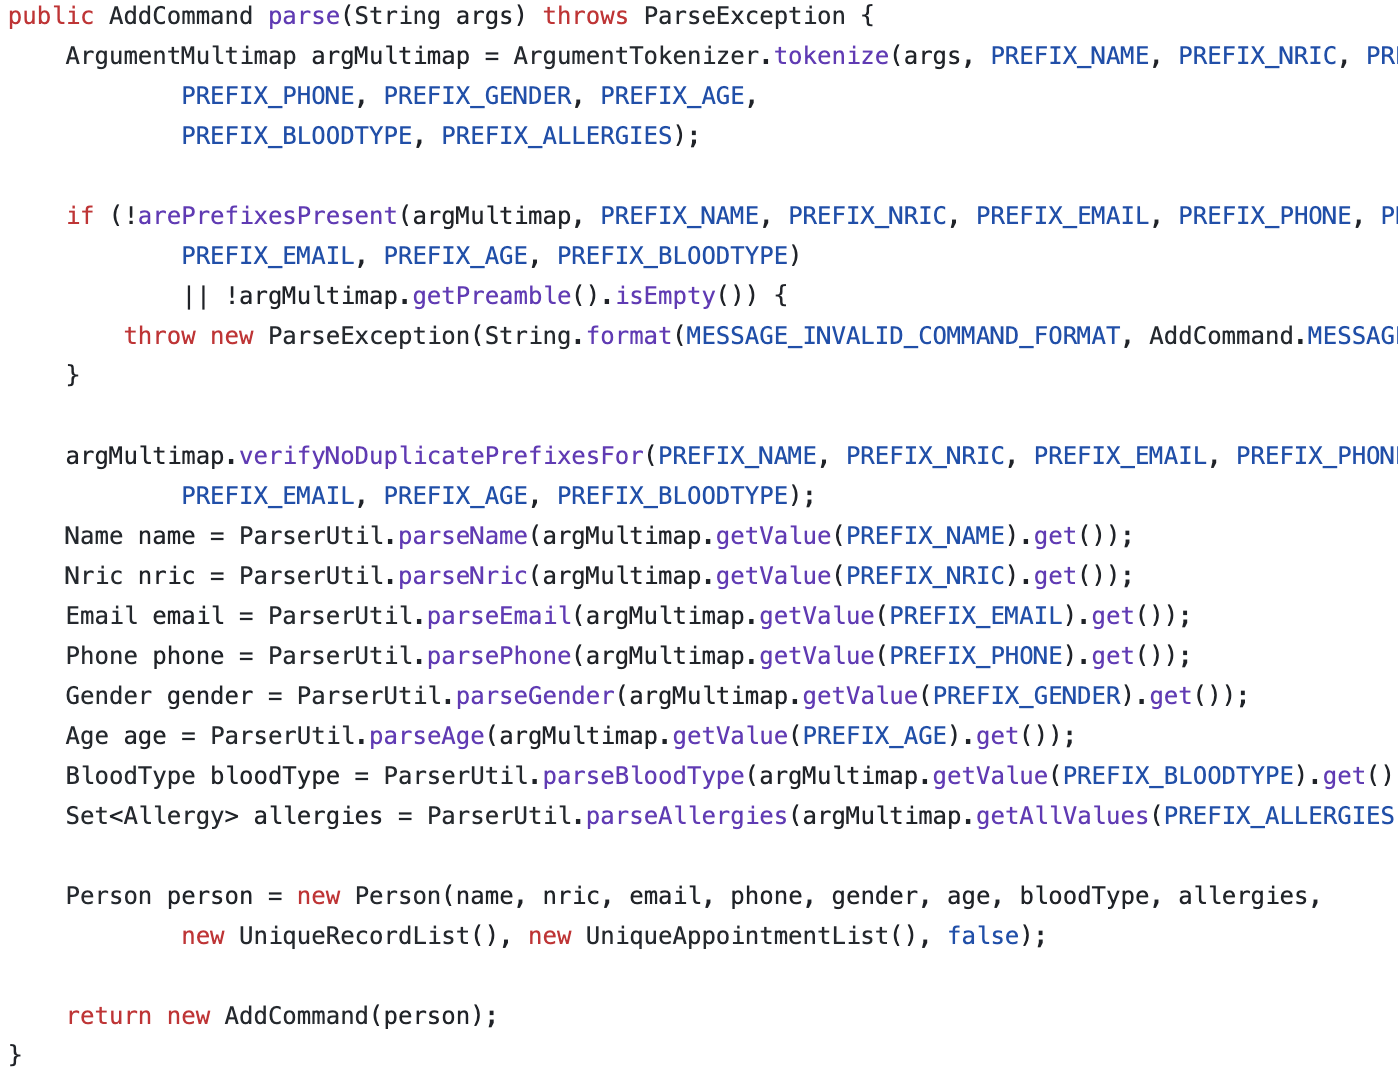 public AddCommand parse(String args) throws ParseException {
    ArgumentMultimap argMultimap = ArgumentTokenizer.tokenize(args, PREFIX_NAME, PREFIX_NRIC,
            PREFIX_PHONE, PREFIX_GENDER, PREFIX_AGE,
            PREFIX_BLOODTYPE, PREFIX_ALLERGIES);

    if (!arePrefixesPresent(argMultimap, PREFIX_NAME, PREFIX_NRIC, PREFIX_EMAIL, PREFIX_PHONE,
            PREFIX_EMAIL, PREFIX_AGE, PREFIX_BLOODTYPE)
            || !argMultimap.getPreamble().isEmpty()) {
        throw new ParseException(String.format(MESSAGE_INVALID_COMMAND_FORMAT, AddCommand.MESSAG
    }

    argMultimap.verifyNoDuplicatePrefixesFor(PREFIX_NAME, PREFIX_NRIC, PREFIX_EMAIL, PREFIX_PHON
            PREFIX_EMAIL, PREFIX_AGE, PREFIX_BLOODTYPE);
    Name name = ParserUtil.parseName(argMultimap.getValue(PREFIX_NAME).get());
    Nric nric = ParserUtil.parseNric(argMultimap.getValue(PREFIX_NRIC).get());
    Email email = ParserUtil.parseEmail(argMultimap.getValue(PREFIX_EMAIL).get());
    Phone phone = ParserUtil.parsePhone(argMultimap.getValue(PREFIX_PHONE).get());
    Gender gender = ParserUtil.parseGender(argMultimap.getValue(PREFIX_GENDER).get());
    Age age = ParserUtil.parseAge(argMultimap.getValue(PREFIX_AGE).get());
    BloodType bloodType = ParserUtil.parseBloodType(argMultimap.getValue(PREFIX_BLOODTYPE).get()
    Set<Allergy> allergies = ParserUtil.parseAllergies(argMultimap.getAllValues(PREFIX_ALLERGIES

    Person person = new Person(name, nric, email, phone, gender, age, bloodType, allergies,
            new UniqueRecordList(), new UniqueAppointmentList(), false);

    return new AddCommand(person);
}